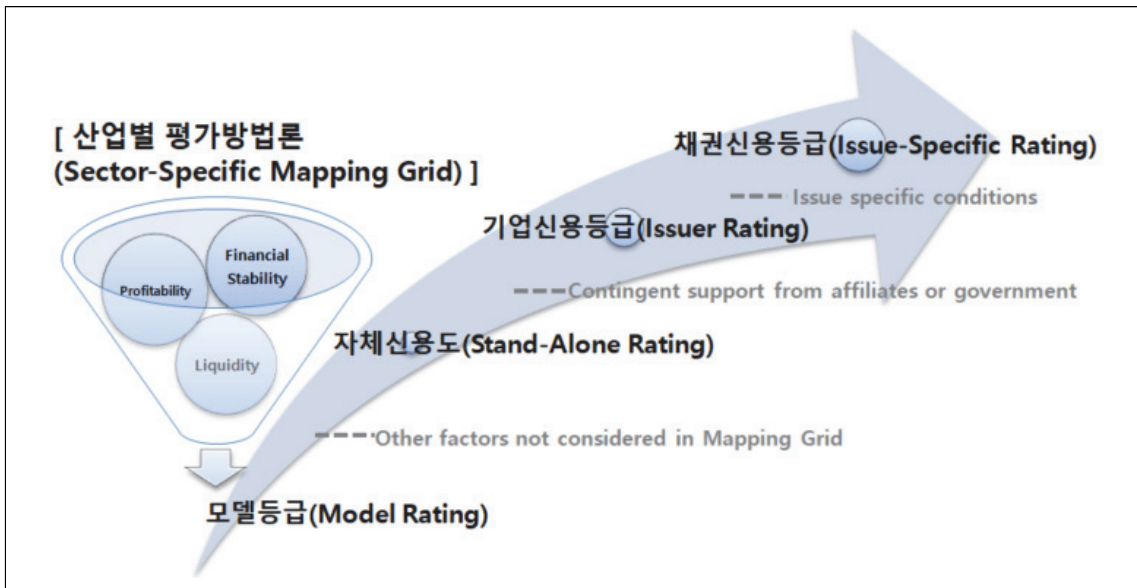 [ 산업별 평가방법론
(Sector-Specific Mapping Grid) ]
Profitability
Financial
Stability
Liquidity
채권신용등급(Issue-Specific Rating)
Issue specific conditions
기업신용등급(Issuer Rating)
Contingent support from affiliates or government
자체신용도(Stand-Alone Rating)
Other factors not considered in Mapping Grid
모델등급(Model Rating)